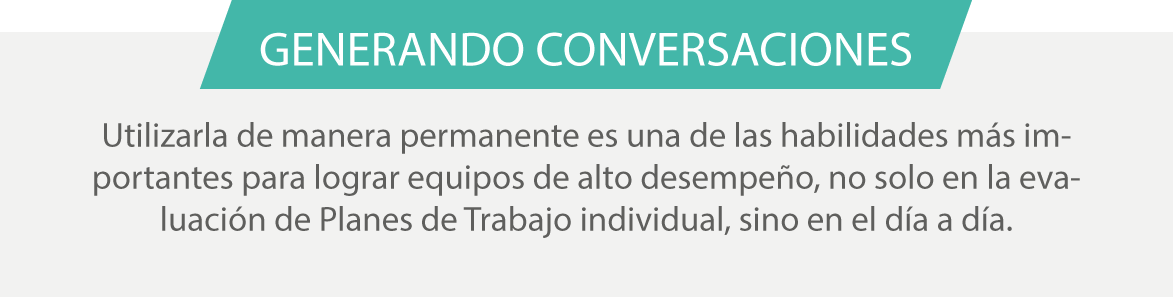 GENERANDO CONVERSACIONES
Utilizarla de manera permanente es una de las habilidades más im-
portantes para lograr equipos de alto desempeño, no solo en la eva-
luación de Planes de Trabajo individual, sino en el día a día.